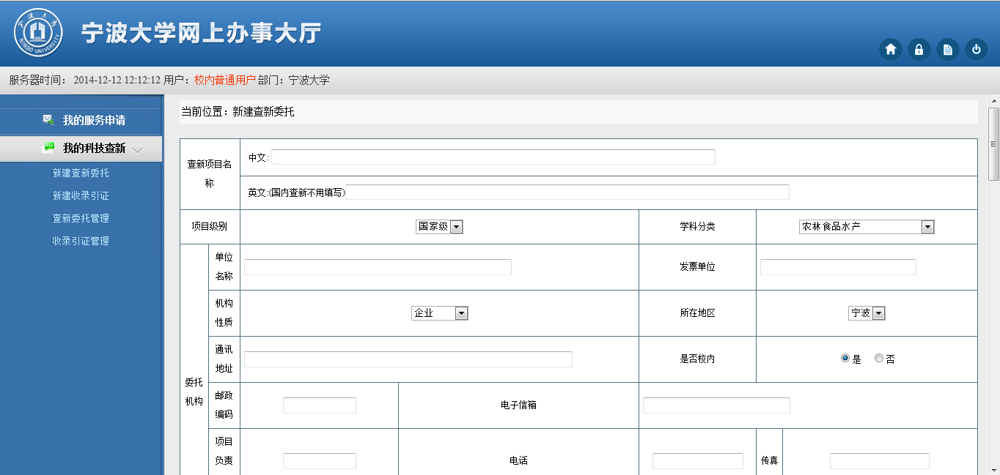 宁波大学
NINGBO UNIVERSITY
宁波大学网上办事大厅
服务器时间： 2014-12-12 12:12:12 用户：校内普通用户 部门：宁波大学
我的服务申请
我的科技查新
新建查新委托
新建收录引证
查新委托管理
收录引证管理
当前位置：新建查新委托
查新项目名
称
中文:
英文:(国内查新不用填写)
项目级别
国家级
学科分类
农林食品水产
委托
机构
单位
名称
发票单位
机构
性质
企业
所在地区
宁波
通讯
地址
是否校内
是
否
邮政
编码
电子信箱
项目
负责
电话
传真